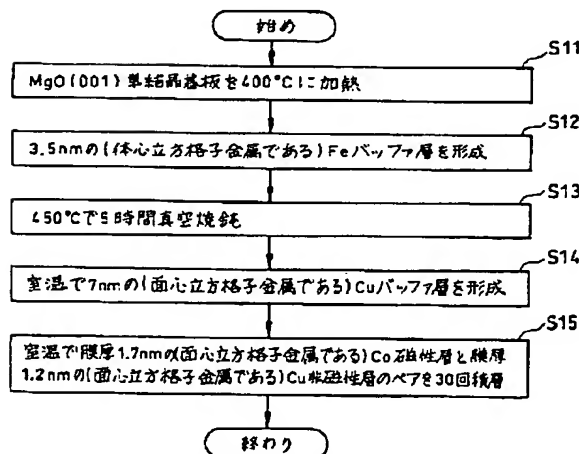 始め
S11
MgO(001)単結晶基板を400°Cに加熱
S12
3.5nmの(体心立方格子金属である)Feバッファ層を形成
S13
450°Cで5時間真空焼鈍
S14
室温で7nmの(面心立方格子金属である)Cuバッファ層を形成
S15
室温で膜厚1.7nmの(面心立方格子金属である)Co磁性層と膜厚
1.2nmの(面心立方格子金属である)Cu非磁性層のペアを30回積層
終わり